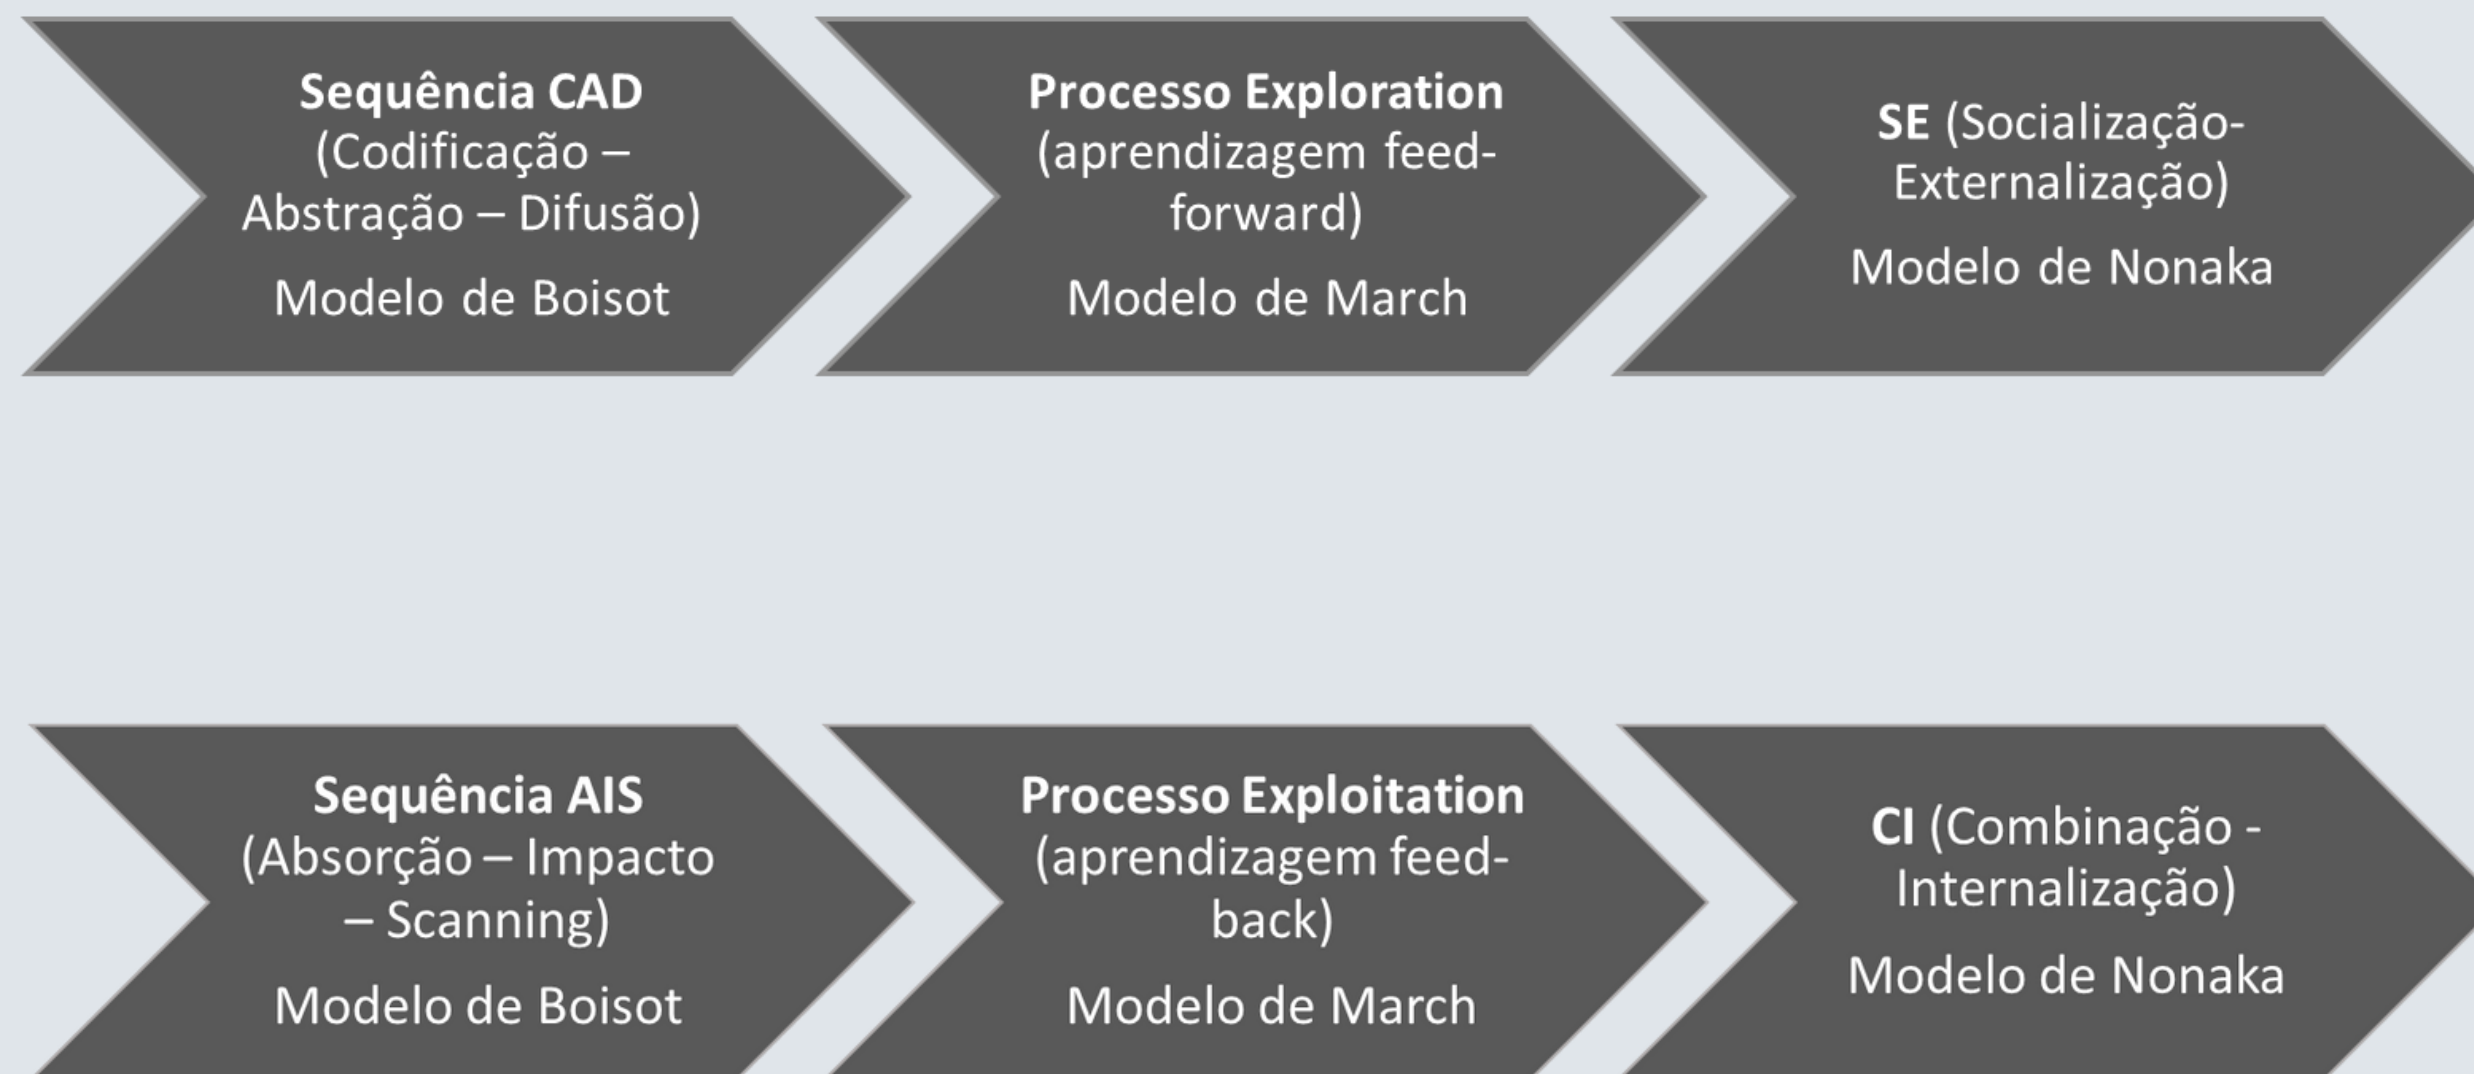 Sequência CAD
(Codificação –
Abstração – Difusão)
Modelo de Boisot
Processo Exploration
(aprendizagem feed-
forward)
Modelo de March
SE (Socialização-
Externalização)
Modelo de Nonaka
Sequência AIS
(Absorção – Impacto
– Scanning)
Modelo de Boisot
Processo Exploitation
(aprendizagem feed-
back)
Modelo de March
CI (Combinação -
Internalização)
Modelo de Nonaka